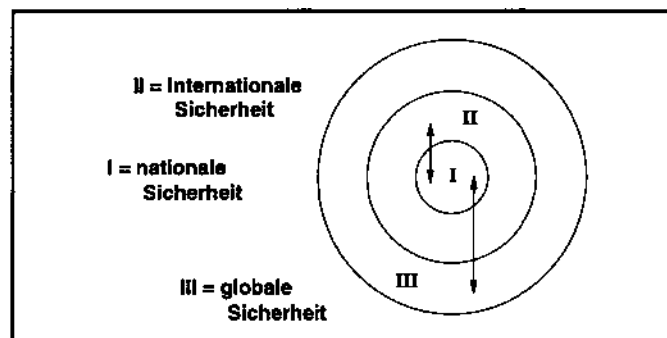 II = Internationale
Sicherheit
II
I = nationale
Sicherheit
I
III = globale
Sicherheit
III